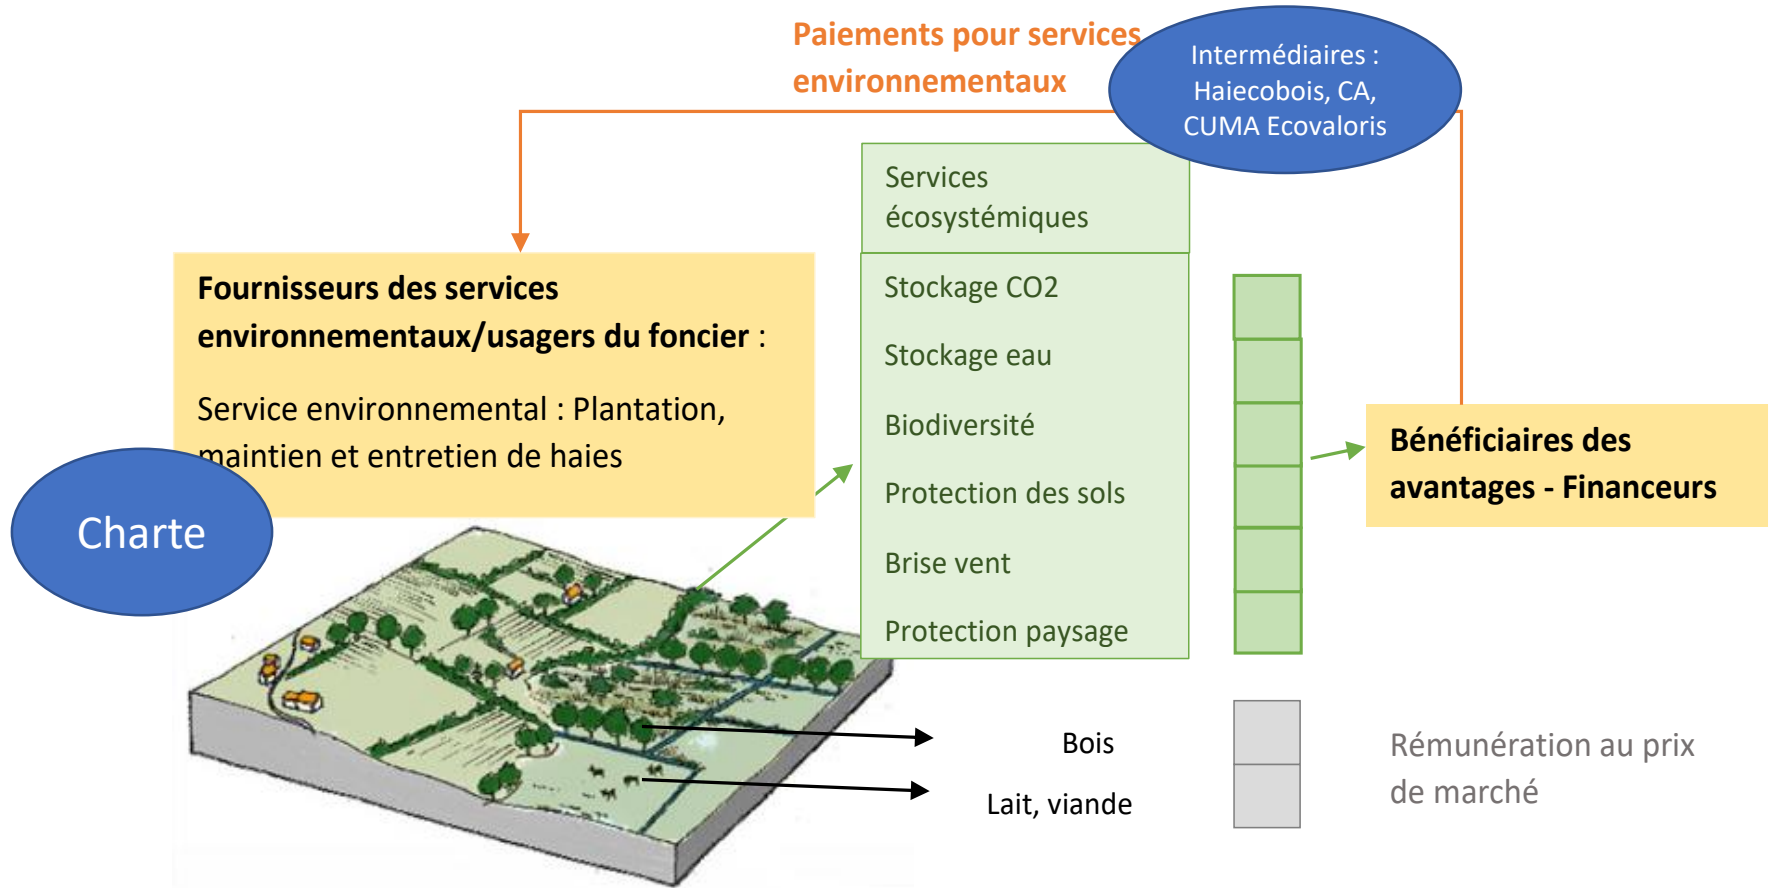 Paiements pour services
environnementaux
Intermédiaires :
Haiecobois, CA,
CUMA Ecovaloris
Services
écosystémiques
Fournisseurs des services
environnementaux/usagers du foncier :
Service environnemental : Plantation,
maintien et entretien de haies
Charte
Stockage CO2
Stockage eau
Biodiversité
Protection des sols
Brise vent
Protection paysage
Bénéficiaires des
avantages - Financeurs
Bois
Lait, viande
Rémunération au prix
de marché